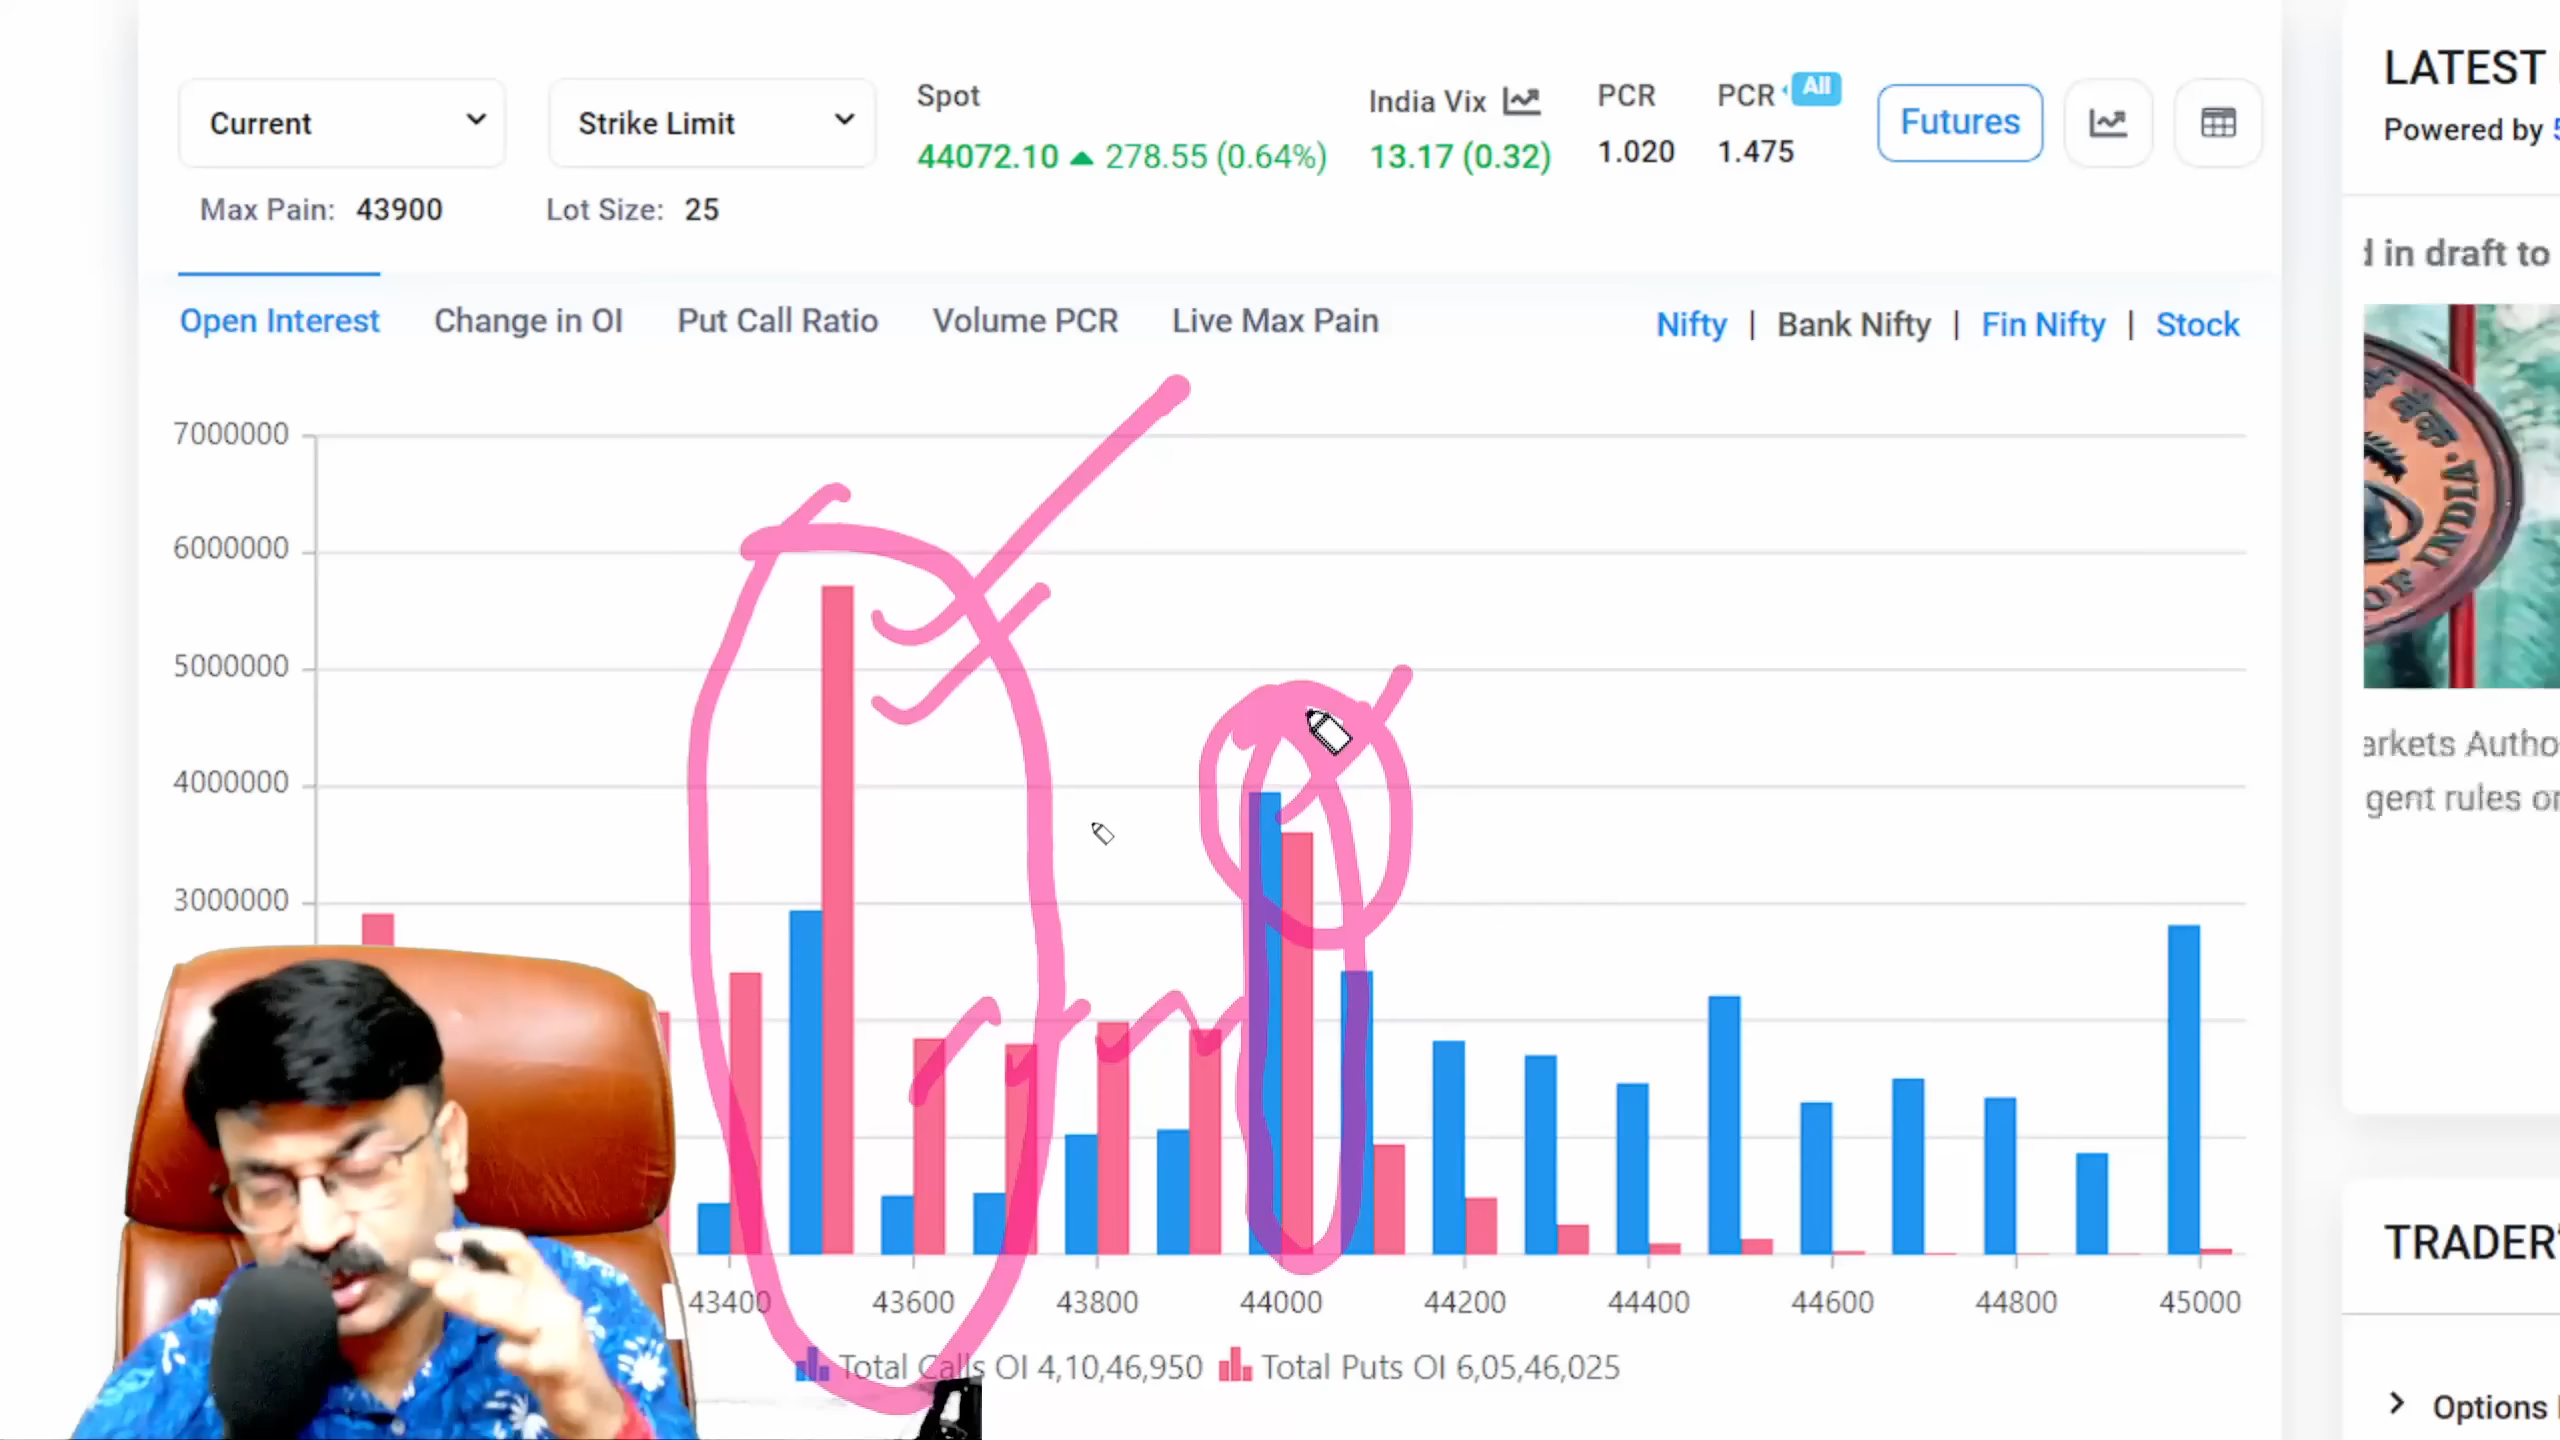 Current
Strike Limit
Spot
44072.10 278.55 (0.64%)
India Vix
13.17 (0.32)
PCR
1.020
PCR All
1.475
Futures
Max Pain: 43900
Lot Size: 25
Open Interest
Change in OI
Put Call Ratio
Volume PCR
Live Max Pain
Nifty | Bank Nifty | Fin Nifty | Stock
7000000
6000000
5000000
4000000
3000000
43400 43600 43800 44000 44200 44400 44600 44800 45000
Total Calls OI 4,10,46,950 Total Puts OI 6,05,46,025
LATEST
Powered by 5
d in draft to
OF INDIA
arkets Autho
gent rules or
TRADER'
Options